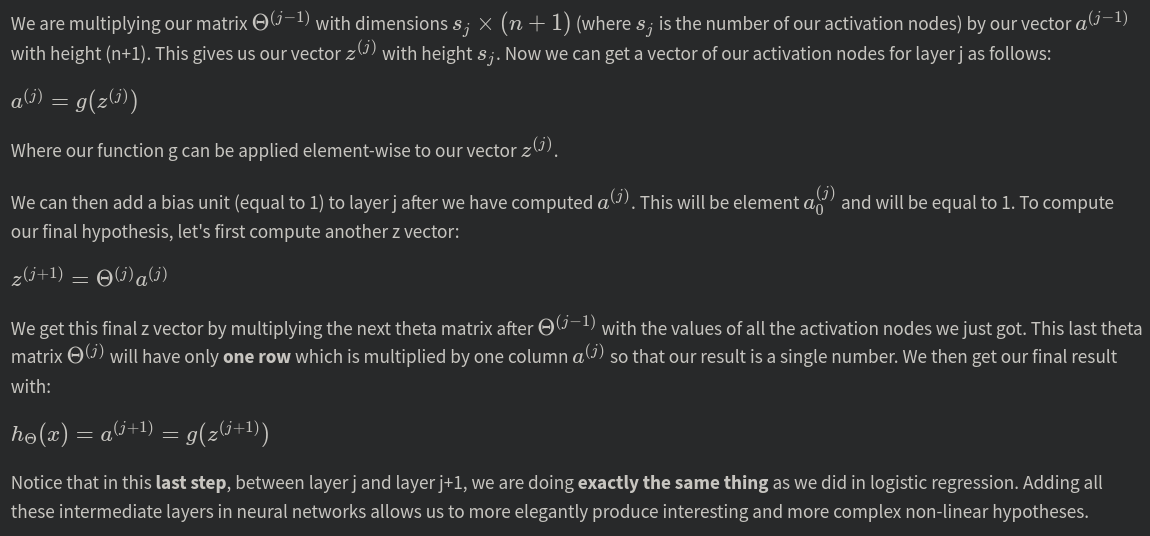 We are multiplying our matrix Θ^(j−1) with dimensions s_j × (n + 1) (where s_j is the number of our activation nodes) by our vector a^(j−1)
with height (n+1). This gives us our vector z^(j) with height s_j. Now we can get a vector of our activation nodes for layer j as follows:
a^(j) = g(z^(j))
Where our function g can be applied element-wise to our vector z^(j).
We can then add a bias unit (equal to 1) to layer j after we have computed a^(j). This will be element a_0^(j) and will be equal to 1. To compute
our final hypothesis, let's first compute another z vector:
z^(j+1) = Θ^(j)a^(j)
We get this final z vector by multiplying the next theta matrix after Θ^(j−1) with the values of all the activation nodes we just got. This last theta
matrix Θ^(j) will have only one row which is multiplied by one column a^(j) so that our result is a single number. We then get our final result
with:
h_Θ(x) = a^(j+1) = g(z^(j+1))
Notice that in this last step, between layer j and layer j+1, we are doing exactly the same thing as we did in logistic regression. Adding all
these intermediate layers in neural networks allows us to more elegantly produce interesting and more complex non-linear hypotheses.